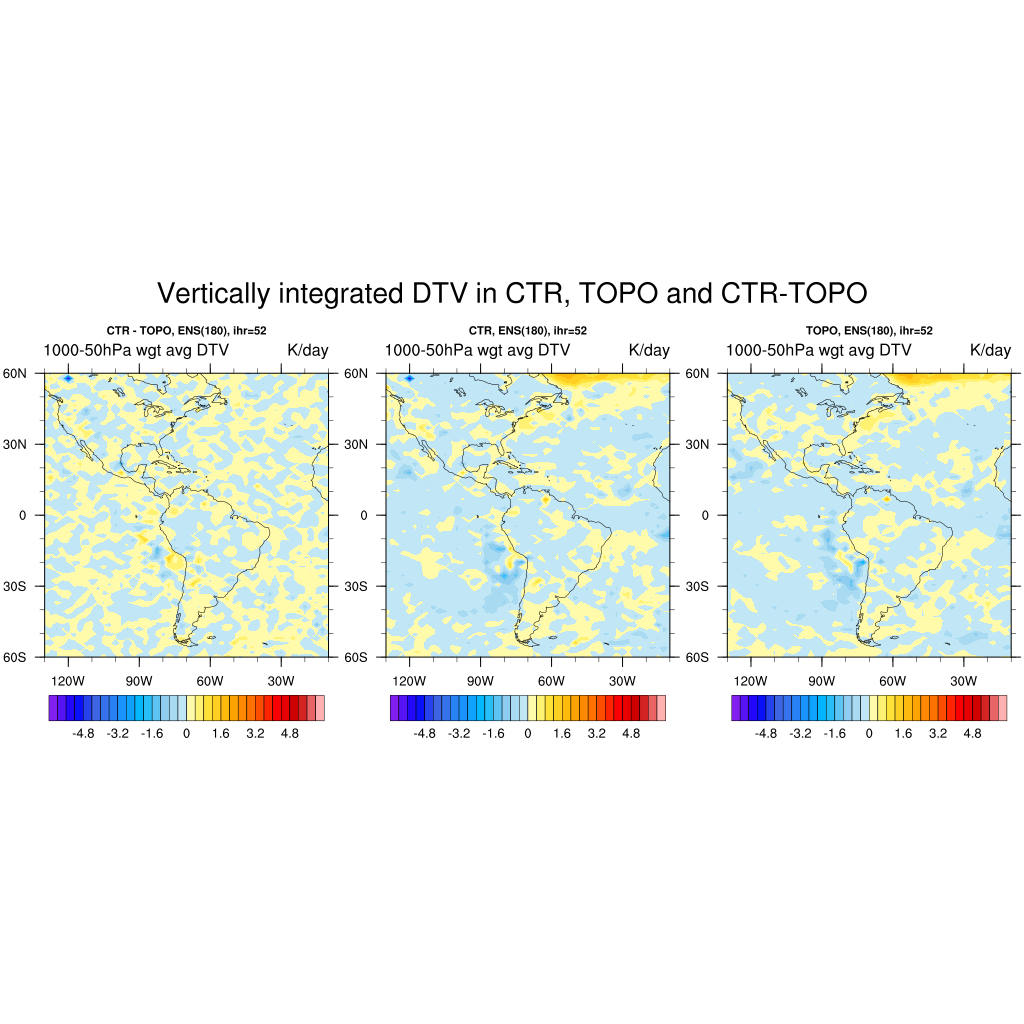 Vertically integrated DTV in CTR, TOPO and CTR-TOPO
CTR - TOPO, ENS(180), ihr=52
1000-50hPa wgt avg DTV K/day
60N
30N
0
30S
60S
120W 90W 60W 30W
-4.8 -3.2 -1.6 0 1.6 3.2 4.8
CTR, ENS(180), ihr=52
1000-50hPa wgt avg DTV K/day
60N
30N
0
30S
60S
120W 90W 60W 30W
-4.8 -3.2 -1.6 0 1.6 3.2 4.8
TOPO, ENS(180), ihr=52
1000-50hPa wgt avg DTV K/day
60N
30N
0
30S
60S
120W 90W 60W 30W
-4.8 -3.2 -1.6 0 1.6 3.2 4.8